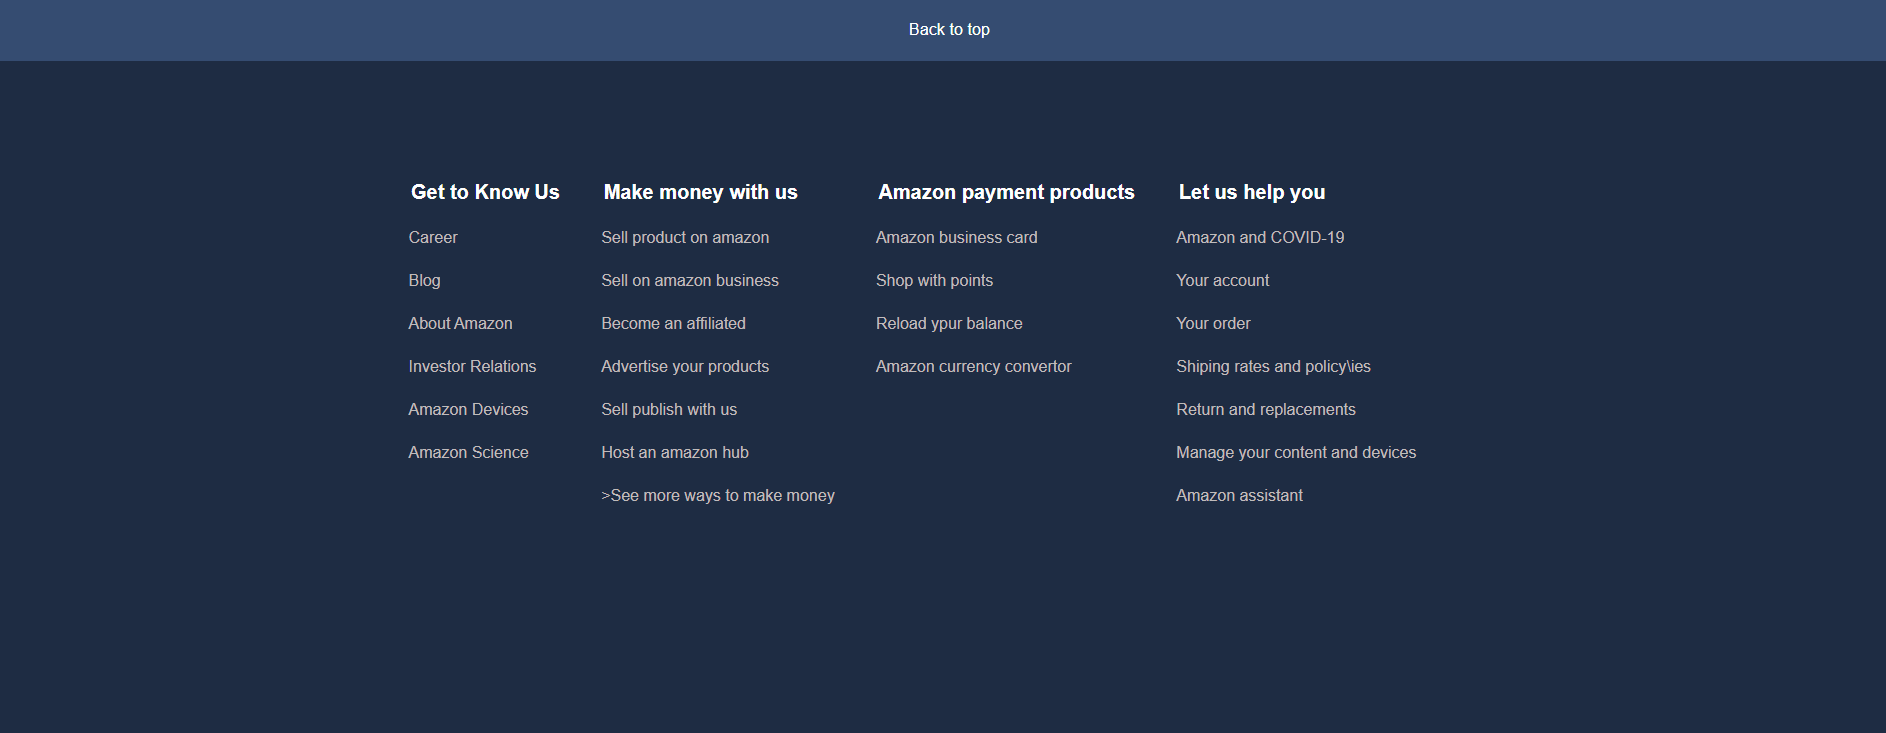 Back to top
Get to Know Us
Career
Blog
About Amazon
Investor Relations
Amazon Devices
Amazon Science
Make money with us
Sell product on amazon
Sell on amazon business
Become an affiliated
Advertise your products
Sell publish with us
Host an amazon hub
>See more ways to make money
Amazon payment products
Amazon business card
Shop with points
Reload ypur balance
Amazon currency convertor
Let us help you
Amazon and COVID-19
Your account
Your order
Shiping rates and policy\ies
Return and replacements
Manage your content and devices
Amazon assistant